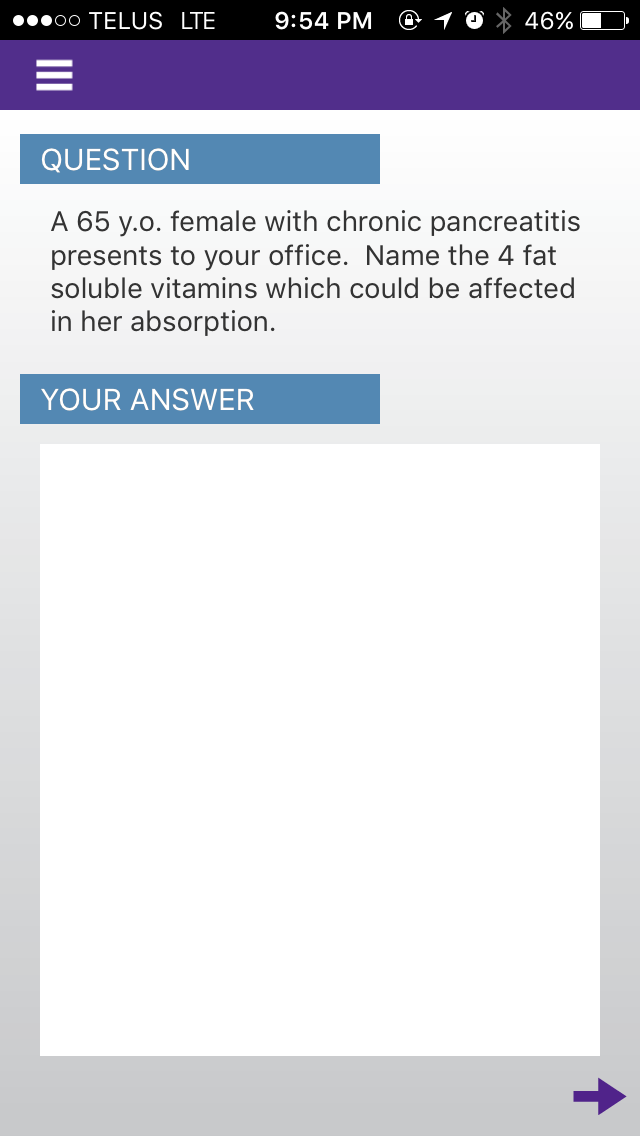 TELUS LTE 9:54 PM 46%
QUESTION
A 65 y.o. female with chronic pancreatitis
presents to your office.  Name the 4 fat
soluble vitamins which could be affected
in her absorption.
YOUR ANSWER